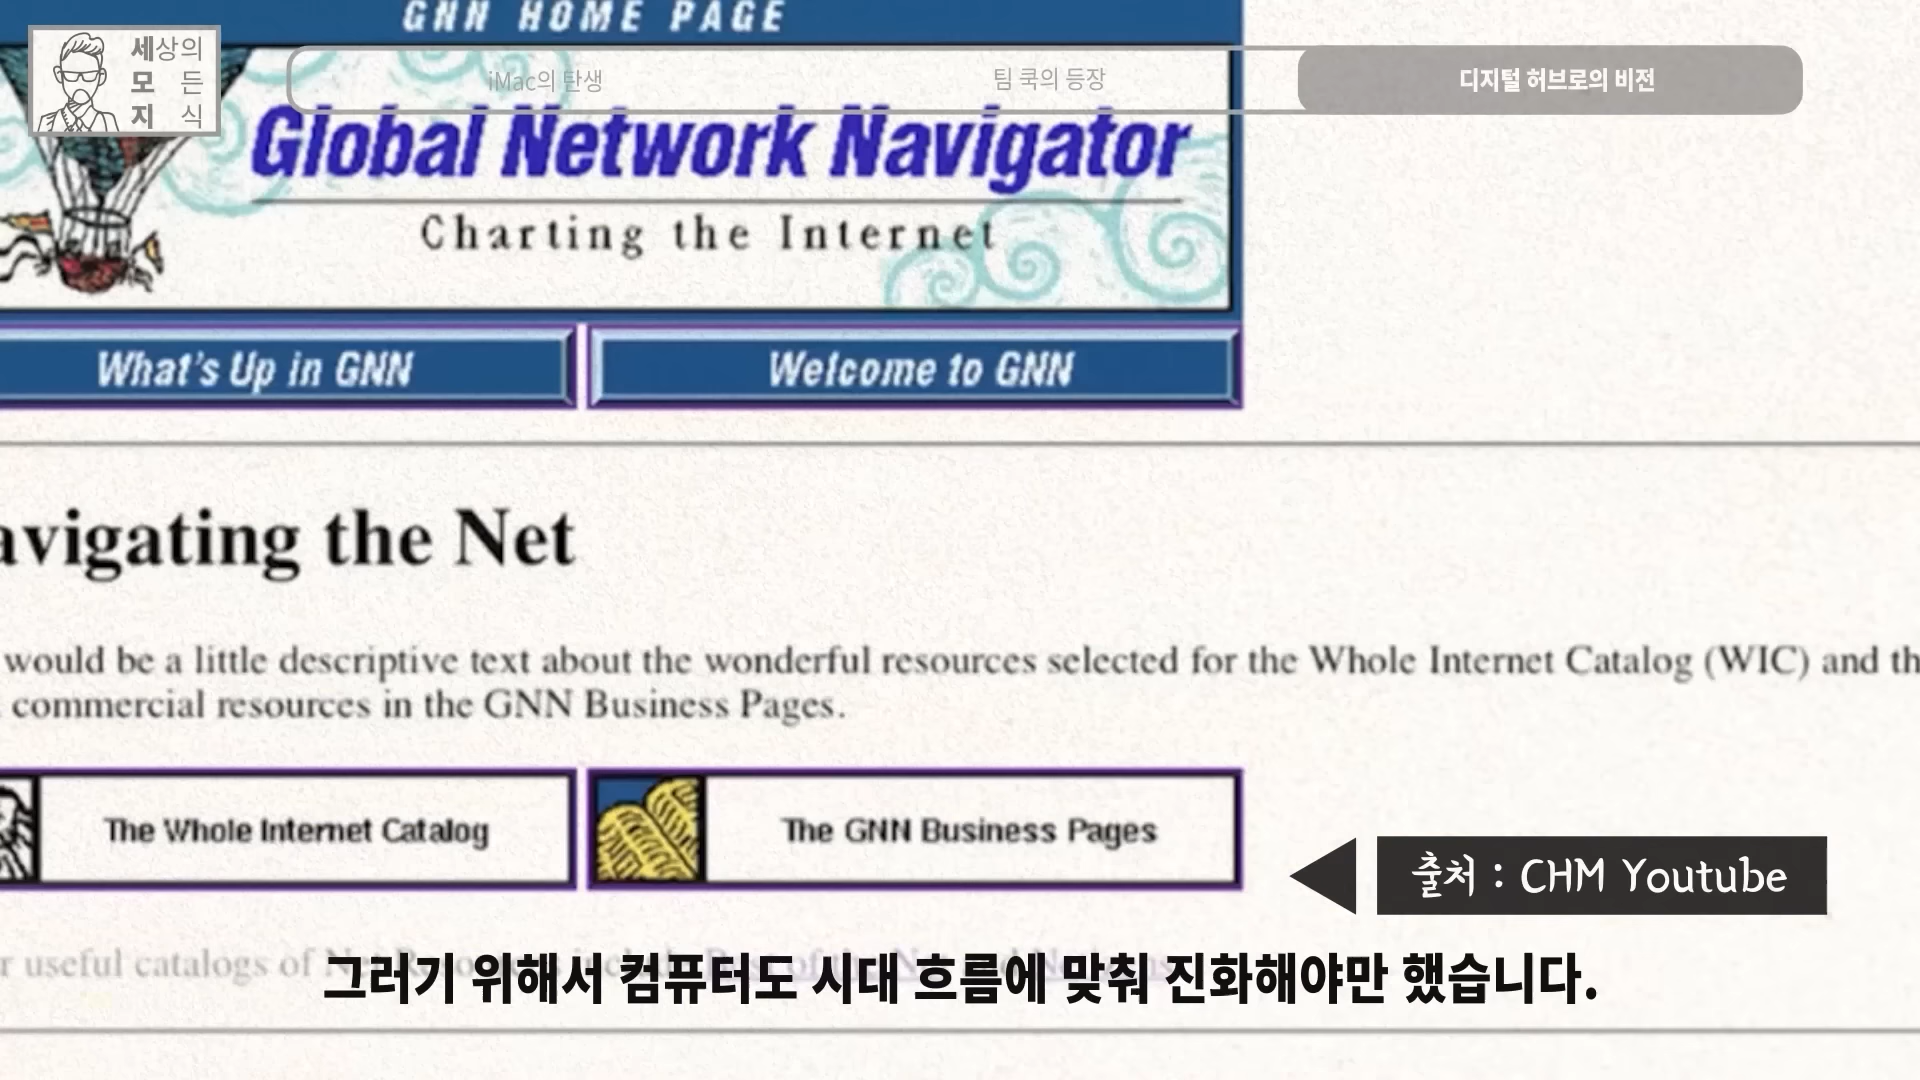 GNN HOME PAGE
세상의
모든
지식
iMac의 탄생
팀 쿡의 등장
디지털 허브로의 비전
Global Network Navigator
Charting the Internet
What's Up in GNN
Welcome to GNN
avigating the Net
would be a little descriptive text about the wonderful resources selected for the Whole Internet Catalog (WIC) and th
commercial resources in the GNN Business Pages.
The Whole Internet Catalog
The GNN Business Pages
출처 : CHM Youtube
r useful catalogs of
그러기 위해서 컴퓨터도 시대 흐름에 맞춰 진화해야만 했습니다.